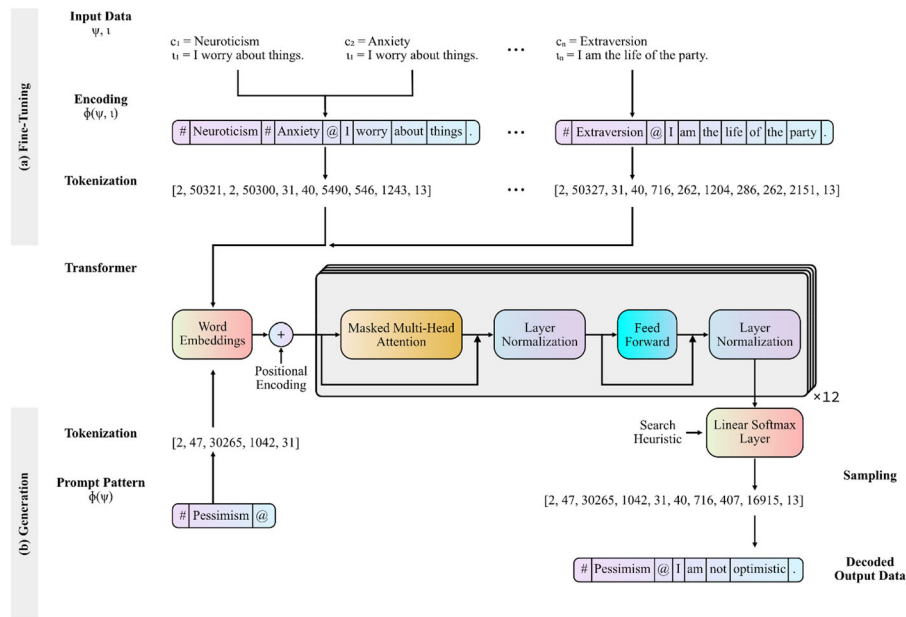 (a) Fine-Tuning
Input Data
ψ, ι
c₁ = Neuroticism
ι₁ = I worry about things.
c₂ = Anxiety
ι₁ = I worry about things.
...
cₙ = Extraversion
ιₙ = I am the life of the party.
Encoding
ϕ(ψ, ι)
# Neuroticism # Anxiety @ I worry about things .
...
# Extraversion @ I am the life of the party .
Tokenization
[2, 50321, 2, 50300, 31, 40, 5490, 546, 1243, 13]
...
[2, 50327, 31, 40, 716, 262, 1204, 286, 262, 2151, 13]
Transformer
Word
Embeddings
+
Positional
Encoding
Masked Multi-Head
Attention
Layer
Normalization
Feed
Forward
Layer
Normalization
×12
(b) Generation
Tokenization
[2, 47, 30265, 1042, 31]
Prompt Pattern
ϕ(ψ)
# Pessimism @
Search
Heuristic
Linear Softmax
Layer
Sampling
[2, 47, 30265, 1042, 31, 40, 716, 407, 16915, 13]
# Pessimism @ I am not optimistic .
Decoded
Output Data